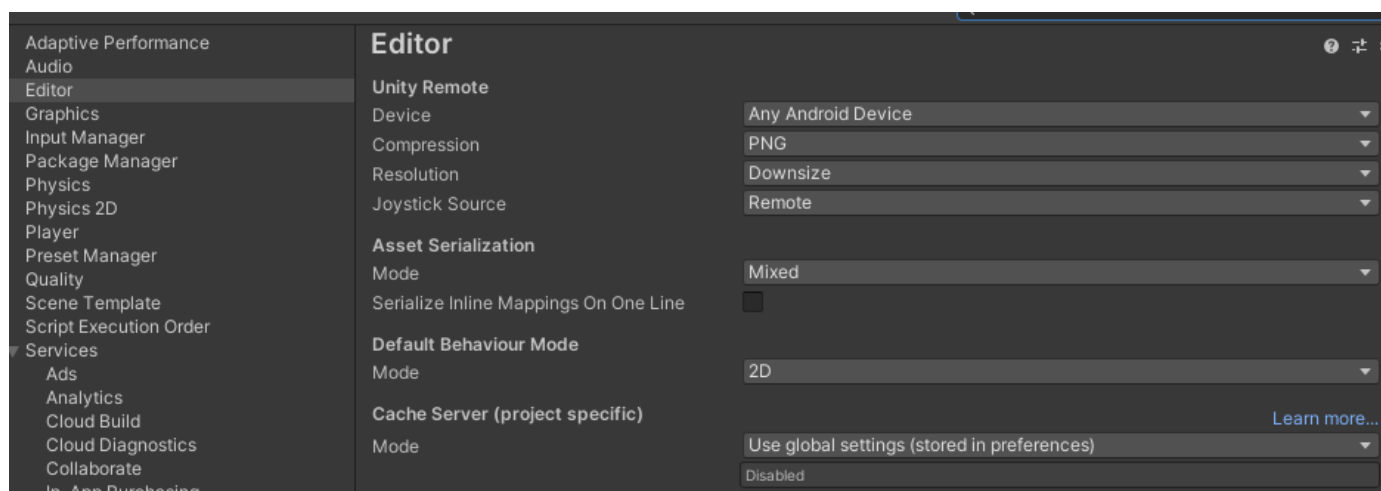 Adaptive Performance
Audio
Editor
Graphics
Input Manager
Package Manager
Physics
Physics 2D
Player
Preset Manager
Quality
Scene Template
Script Execution Order
Services
Ads
Analytics
Cloud Build
Cloud Diagnostics
Collaborate
In-App Purchasing
Editor
Unity Remote
Device Any Android Device
Compression PNG
Resolution Downsize
Joystick Source Remote
Asset Serialization
Mode Mixed
Serialize Inline Mappings On One Line
Default Behaviour Mode
Mode 2D
Cache Server (project specific)
Learn more...
Mode Use global settings (stored in preferences)
Disabled